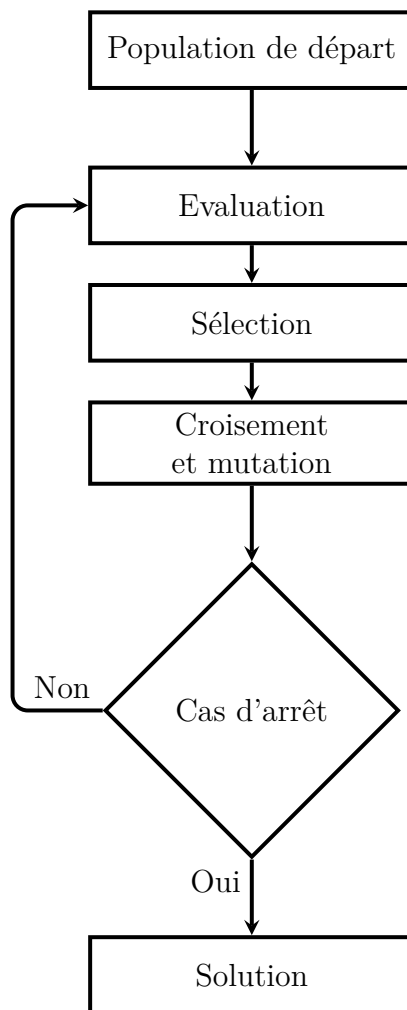 Population de départ
Evaluation
Sélection
Croisement
et mutation
Non
Cas d'arrêt
Oui
Solution